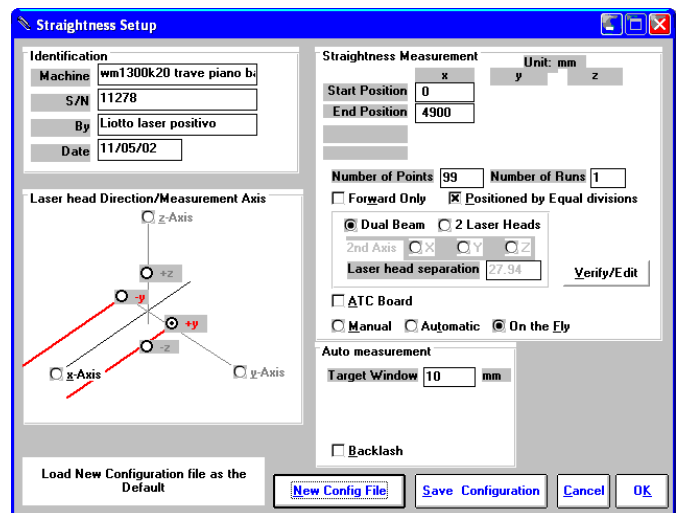 Straightness Setup
Identification
Machine wm1300k20 trave piano ba
S/N 11278
By Liotto laser positivo
Date 11/05/02
Laser head Direction/Measurement Axis
z-Axis
+z
-y
+y
-z
x-Axis
y-Axis
Load New Configuration file as the
Default
Straightness Measurement
Unit: mm
x y z
Start Position 0
End Position 4900
Number of Points 99 Number of Runs 1
Forward Only Positioned by Equal divisions
Dual Beam 2 Laser Heads
2nd Axis X Y Z
Laser head separation 27.94
Verify/Edit
ATC Board
Manual Automatic On the Fly
Auto measurement
Target Window 10 mm
Backlash
New Config File Save Configuration Cancel OK